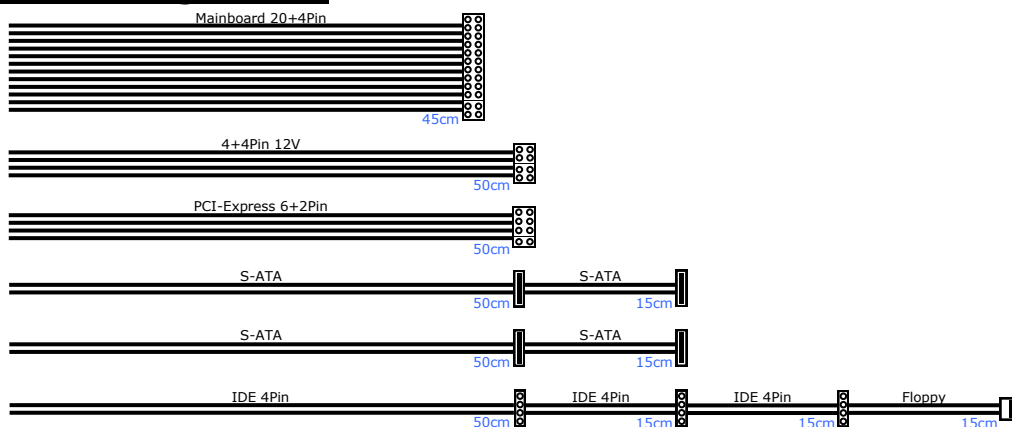 Mainboard 20+4Pin
45cm
4+4Pin 12V
50cm
PCI-Express 6+2Pin
50cm
S-ATA S-ATA
50cm 15cm
S-ATA S-ATA
50cm 15cm
IDE 4Pin IDE 4Pin IDE 4Pin Floppy
50cm 15cm 15cm 15cm